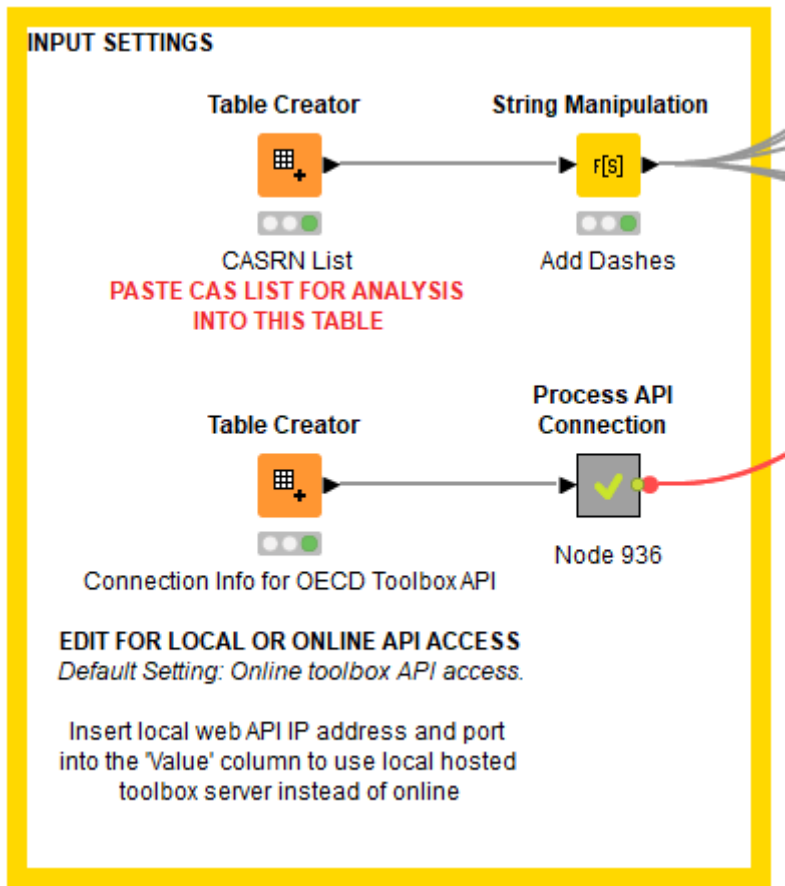 INPUT SETTINGS
Table Creator
String Manipulation
F[S]
CASRN List
Add Dashes
PASTE CAS LIST FOR ANALYSIS
INTO THIS TABLE
Process API
Connection
Table Creator
Node 936
Connection Info for OECD Toolbox API
EDIT FOR LOCAL OR ONLINE API ACCESS
Default Setting: Online toolbox API access.
Insert local web API IP address and port
into the 'Value' column to use local hosted
toolbox server instead of online